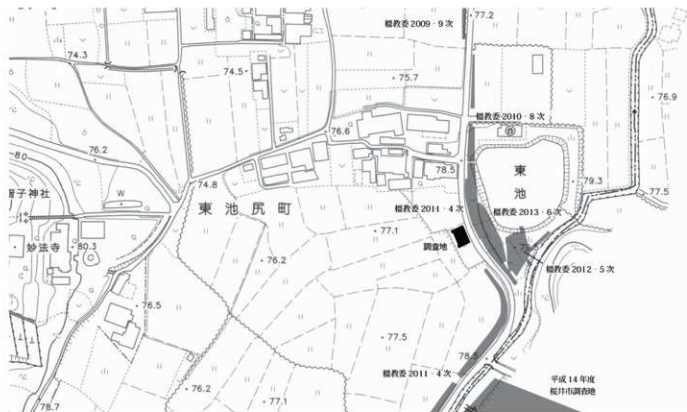 橿教委 2009 - 9 次
77.2
74.3
74.5
75.7
76.9
橿教委 2010 - 8 次
76.6
76.2
80
78.5
東池
79.3
77.5
74.8
W
智子神社
東池尻町
橿教委 2011 - 4 次
橿教委 2013 - 6 次
77.1
調査地
妙法寺
80.3
76.2
橿教委 2012 - 5 次
76.5
77.5
78.5
橿教委 2011 - 4 次
平成 14 年度
桜井市調査地
76.2
77.1
78.7